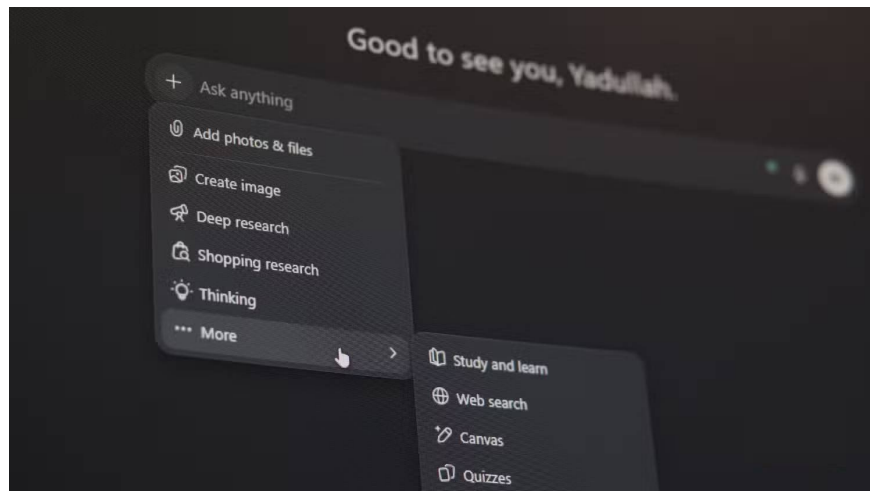 Good to see you, Yadullah.
Ask anything
Add photos & files
Create image
Deep research
Shopping research
Thinking
More
Study and learn
Web search
Canvas
Quizzes